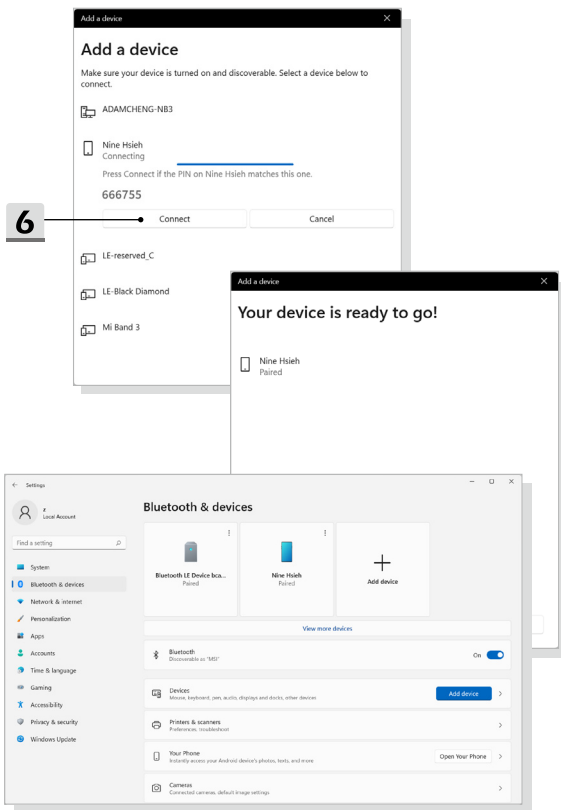 Add a device
Add a device
Make sure your device is turned on and discoverable. Select a device below to
connect.
ADAMCHENG-NB3
Nine Hsieh
Connecting
Press Connect if the PIN on Nine Hsieh matches this one.
666755
6
Connect
Cancel
LE-reserved_C
LE-Black Diamond
Mi Band 3
Add a device
Your device is ready to go!
Nine Hsieh
Paired
Settings
Local Account
Find a setting
System
Bluetooth & devices
Network & internet
Personalization
Apps
Accounts
Time & language
Gaming
Accessibility
Privacy & security
Windows Update
Bluetooth & devices
Bluetooth LE Device bca...
Paired
Nine Hsieh
Paired
Add device
View more devices
Bluetooth
Discoverable as "MSI"
On
Devices
Mouse, keyboard, pen, audio, displays and docks, other devices
Add device
Printers & scanners
Preferences, troubleshoot
Your Phone
Instantly access your Android device's photos, texts, and more
Open Your Phone
Cameras
Connected cameras, default image settings